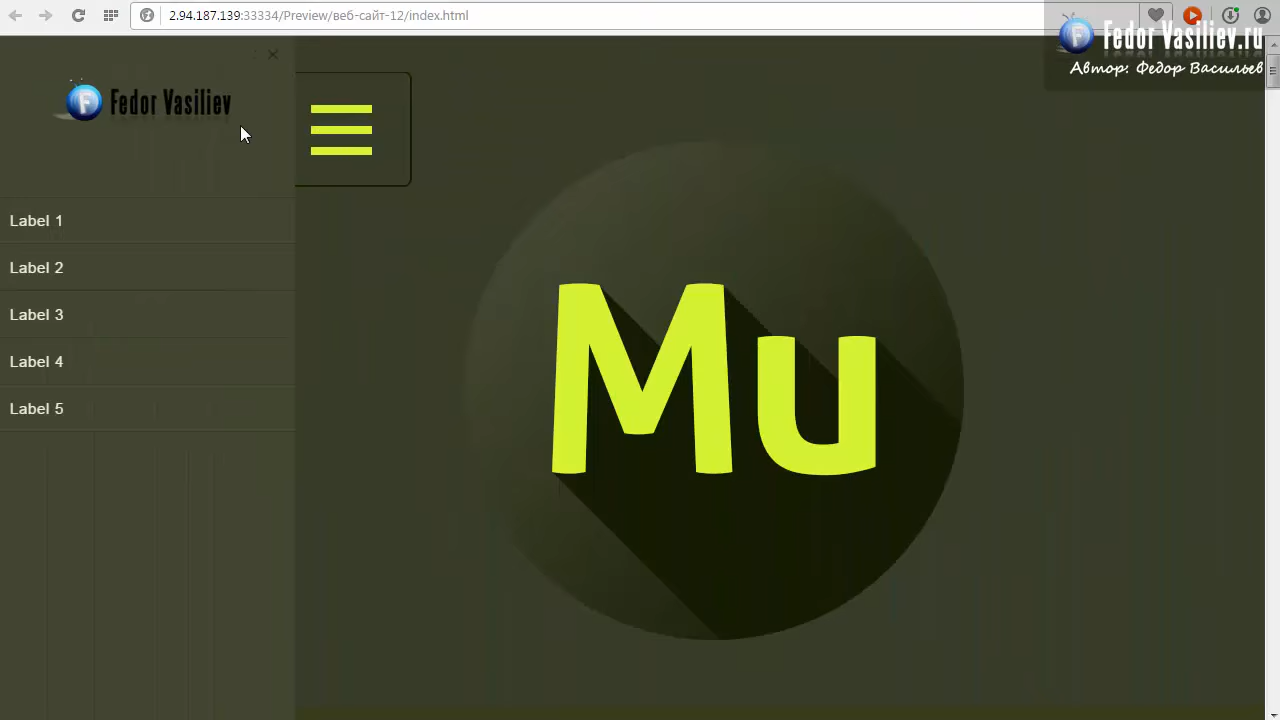 2.94.187.139:33334/Preview/веб-сайт-12/index.html
Fedor Vasiliev.ru
Автор: Федор Васильев
F Fedor Vasiliev
Label 1
Label 2
Label 3
Label 4
Label 5
Mu